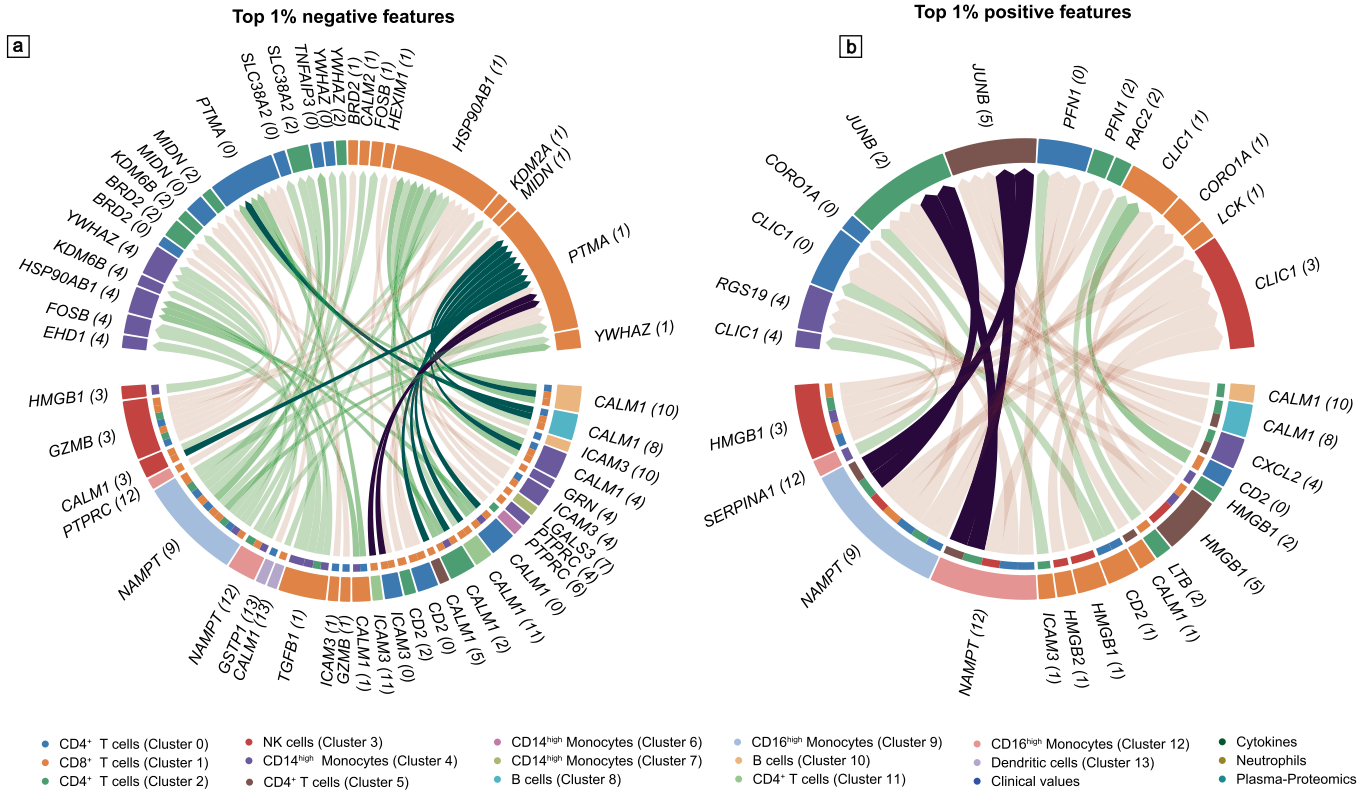 Top 1% negative features
Top 1% positive features
a
b
SLC38A2 (0)
SLC38A2 (2)
TNFAIP3 (0)
YWHAZ (0)
YWHAZ (2)
BRD2 (1)
CALM2 (1)
FOSB (1)
HEXIM1 (1)
HSP90AB1 (1)
KDM2A (1)
MIDN (1)
PTMA (1)
YWHAZ (1)
PTMA (0)
MIDN (2)
MIDN (0)
KDM6B (2)
BRD2 (2)
BRD2 (0)
YWHAZ (4)
KDM6B (4)
HSP90AB1 (4)
FOSB (4)
EHD1 (4)
HMGB1 (3)
GZMB (3)
CALM1 (3)
PTPRC (12)
NAMPT (9)
NAMPT (12)
GSTP1 (13)
CALM1 (13)
TGFB1 (1)
ICAM3 (1)
GZMB (1)
CALM1 (1)
ICAM3 (11)
ICAM3 (0)
CD2 (2)
CD2 (0)
CALM1 (5)
CALM1 (2)
CALM1 (11)
CALM1 (0)
PTPRC (6)
PTPRC (4)
LGALS3 (7)
ICAM3 (4)
GRN (4)
CALM1 (4)
ICAM3 (10)
CALM1 (8)
CALM1 (10)
JUNB (5)
PFN1 (0)
PFN1 (2)
RAC2 (2)
CLIC1 (1)
CORO1A (1)
LCK (1)
CLIC1 (3)
JUNB (2)
CORO1A (0)
CLIC1 (0)
RGS19 (4)
CLIC1 (4)
HMGB1 (3)
SERPINA1 (12)
NAMPT (9)
NAMPT (12)
ICAM3 (1)
HMGB2 (1)
HMGB1 (1)
CD2 (1)
CALM1 (1)
LTB (2)
HMGB1 (5)
HMGB1 (2)
CD2 (0)
CXCL2 (4)
CALM1 (8)
CALM1 (10)
CD4⁺ T cells (Cluster 0)
CD8⁺ T cells (Cluster 1)
CD4⁺ T cells (Cluster 2)
NK cells (Cluster 3)
CD14ʰⁱᵍʰ Monocytes (Cluster 4)
CD4⁺ T cells (Cluster 5)
CD14ʰⁱᵍʰ Monocytes (Cluster 6)
CD14ʰⁱᵍʰ Monocytes (Cluster 7)
B cells (Cluster 8)
CD16ʰⁱᵍʰ Monocytes (Cluster 9)
B cells (Cluster 10)
CD4⁺ T cells (Cluster 11)
CD16ʰⁱᵍʰ Monocytes (Cluster 12)
Dendritic cells (Cluster 13)
Clinical values
Cytokines
Neutrophils
Plasma-Proteomics